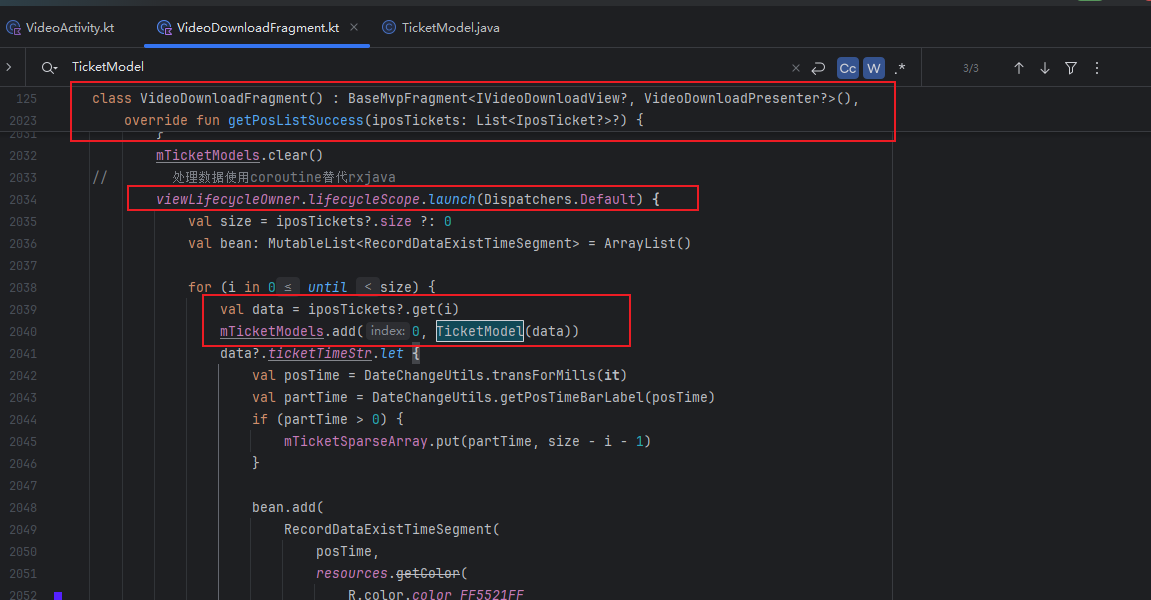 VideoActivity.kt VideoDownloadFragment.kt TicketModel.java
TicketModel Cc W .* 3/3
125 class VideoDownloadFragment() : BaseMvpFragment<IVideoDownloadView?, VideoDownloadPresenter?>(),
2023 override fun getPosListSuccess(iposTickets: List<IposTicket?>?) {
2031 }
2032 mTicketModels.clear()
2033 // 处理数据使用coroutine替代rxjava
2034 viewLifecycleOwner.lifecycleScope.launch(Dispatchers.Default) {
2035 val size = iposTickets?.size ?: 0
2036 val bean: MutableList<RecordDataExistTimeSegment> = ArrayList()
2037
2038 for (i in 0 ≤ until < size) {
2039 val data = iposTickets?.get(i)
2040 mTicketModels.add( index: 0, TicketModel(data))
2041 data?.ticketTimeStr.let {
2042 val posTime = DateChangeUtils.transForMills(it)
2043 val partTime = DateChangeUtils.getPosTimeBarLabel(posTime)
2044 if (partTime > 0) {
2045 mTicketSparseArray.put(partTime, size - i - 1)
2046 }
2047
2048 bean.add(
2049 RecordDataExistTimeSegment(
2050 posTime,
2051 resources.getColor(
2052 R.color.color_FF5521FF